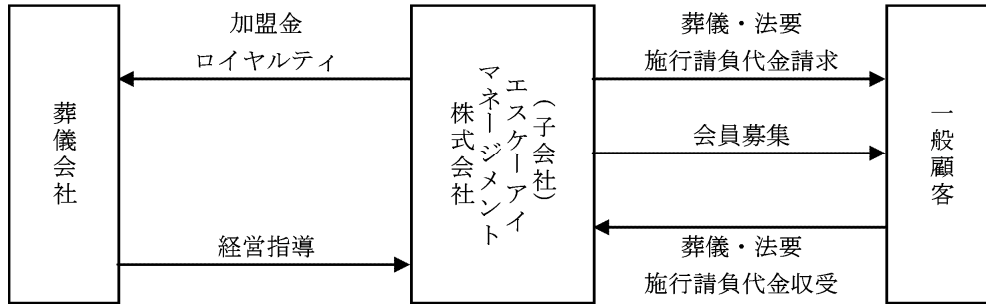 葬儀会社
加盟金
ロイヤルティ
経営指導
(子会社)
エスケーアイ
マネージメント
株式会社
葬儀・法要
施行請負代金請求
会員募集
葬儀・法要
施行請負代金収受
一般顧客